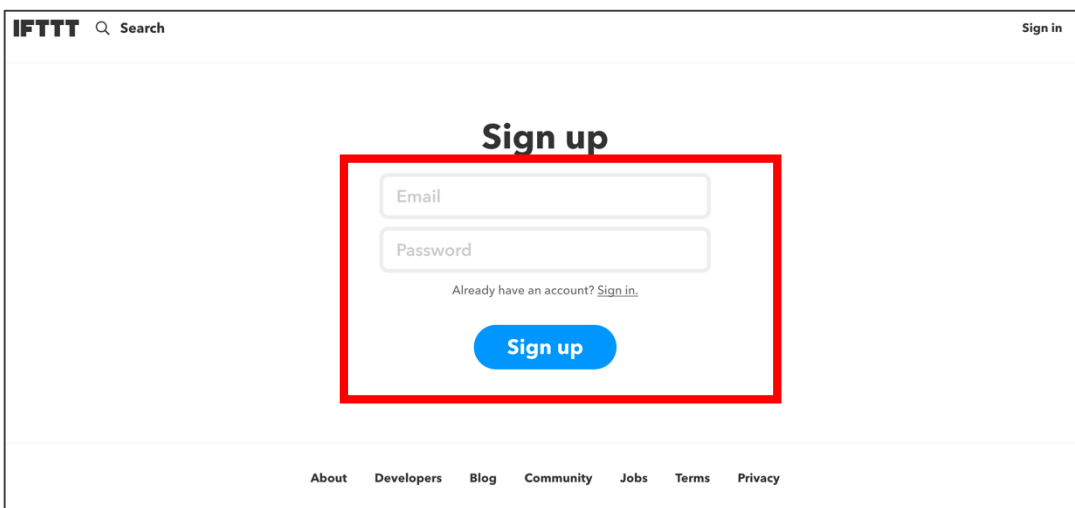 IFTTT Search Sign in
Sign up
Email
Password
Already have an account? Sign in.
Sign up
About Developers Blog Community Jobs Terms Privacy